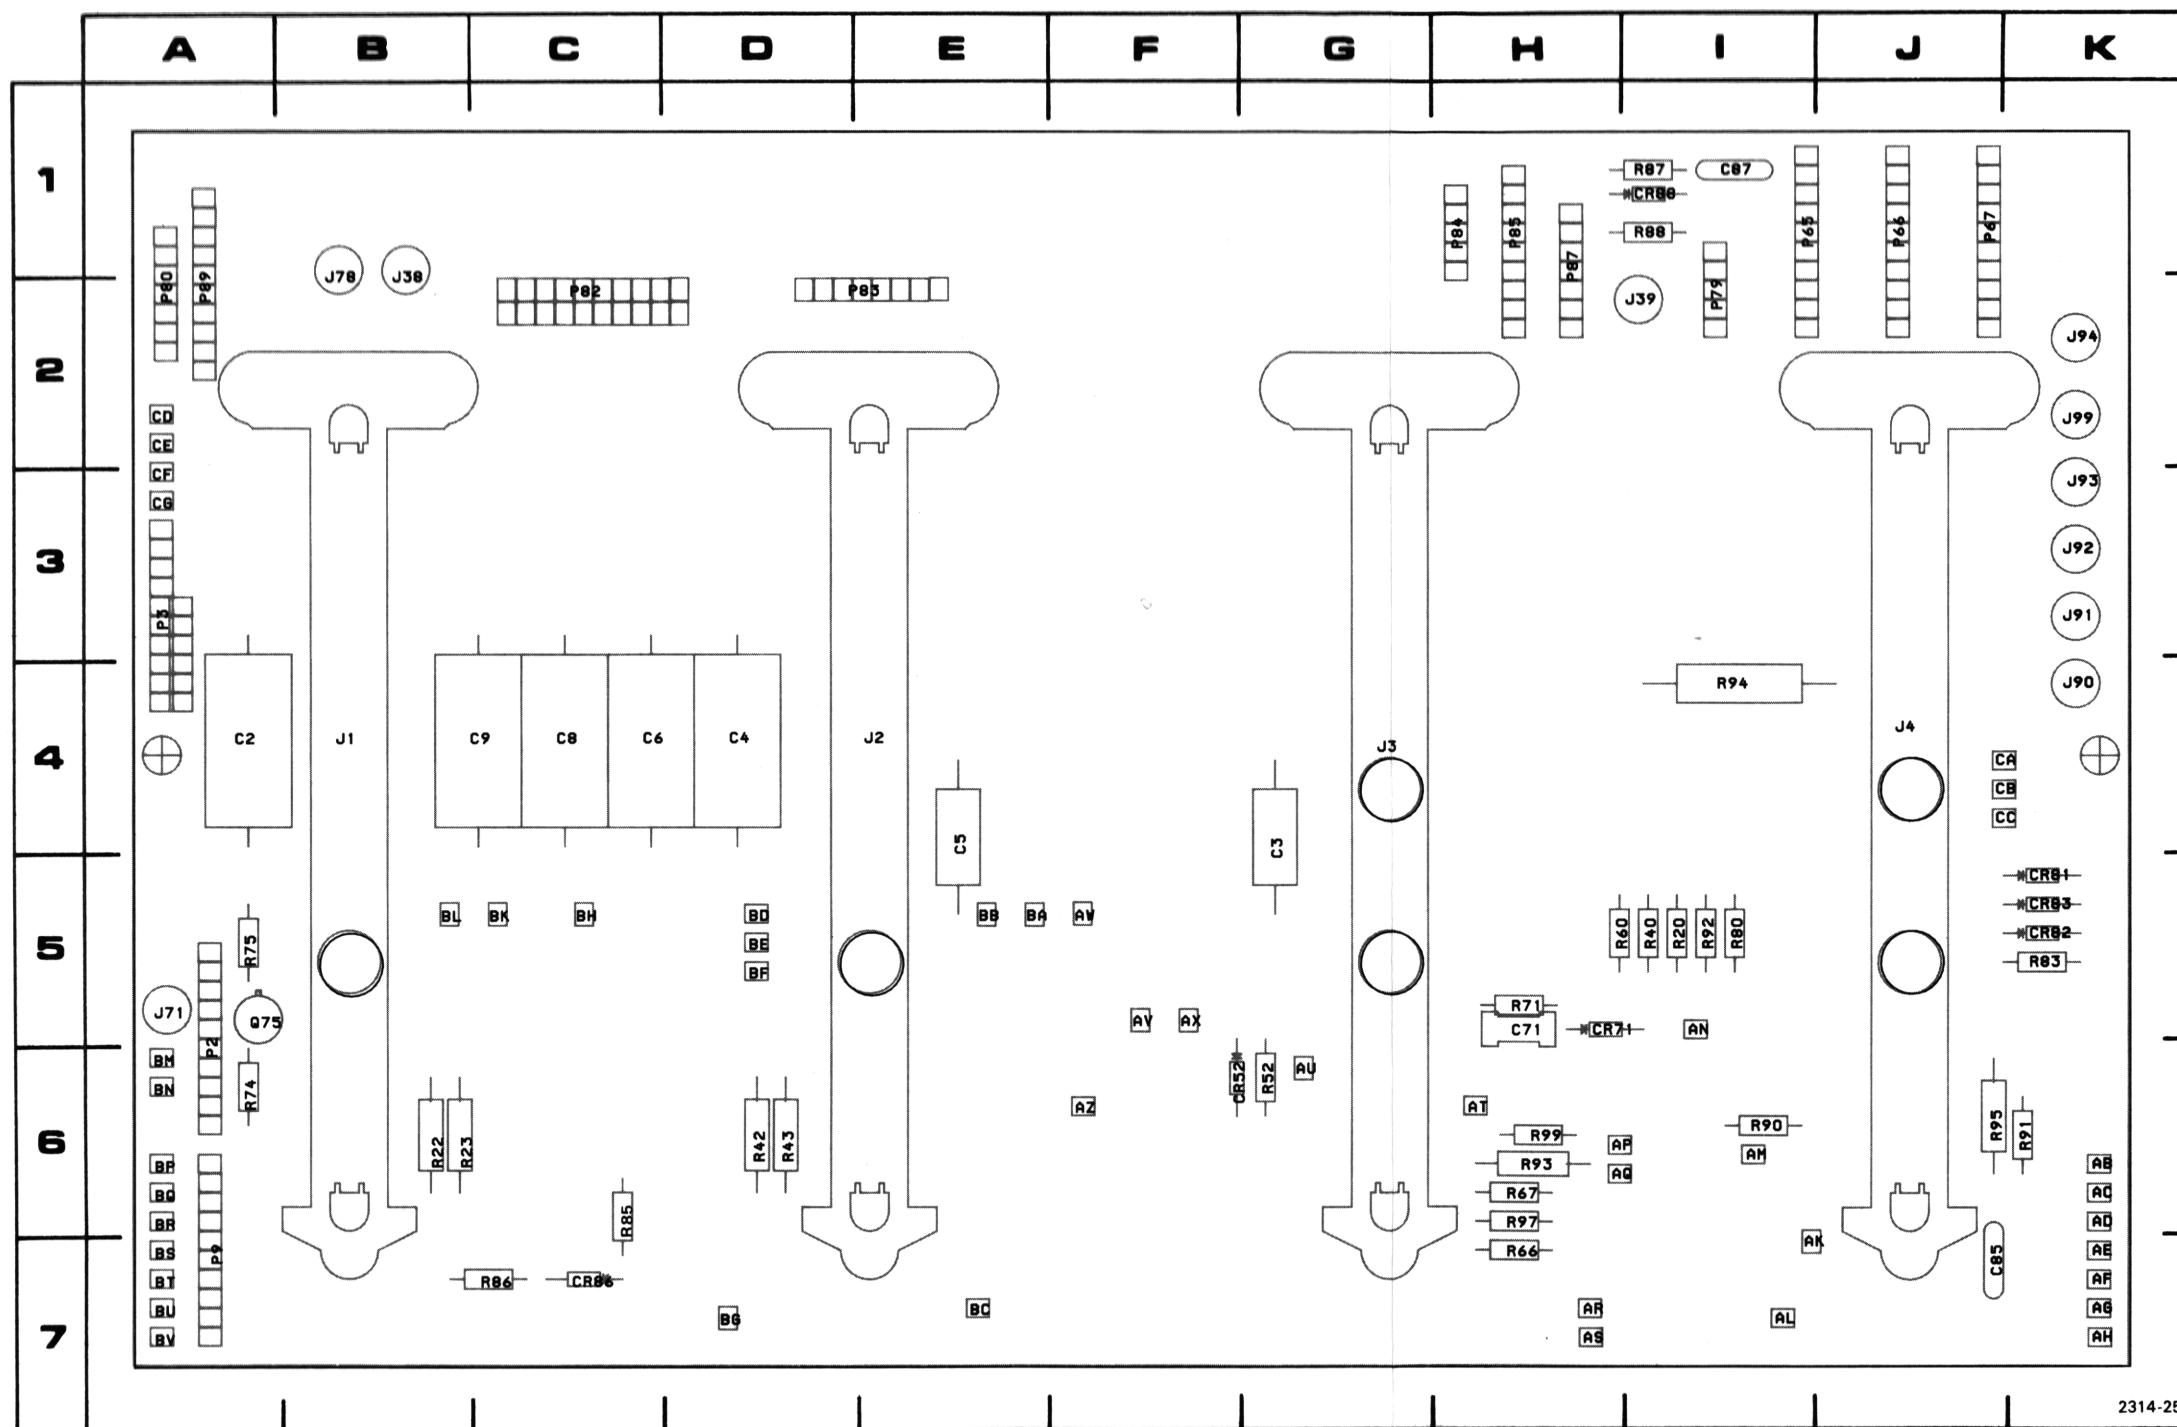 A B C D E F G H I J K
1
R87 C87
CR88
P84 P85 R88 P65 P66 P67
P80 P89 J78 J38 P82 P83 P87 J39 P79
2
J94
CD J99
CE
CF
CG J93
3
J92
P3 J91
R94 J90
4
C2 J1 C9 C8 C6 C4 J2 J3 J4
CA
CB
CC
C5 C3
CR81
CR83
BL BK BH BD BB BA AW
5
R75 BE R60 R40 R20 R92 R80 CR82
BF R83
J71 Q75 R71
AV AX C71 CR71 AN
BM P2 AU
BN R74 CR52 R52
AZ AT
6
R22 R23 R42 R43 R99 R90 R95 R91
AP AM
BP R93 AQ AB
BQ R67 AC
BR R85 R97 AD
BS P9 R66 AK C85 AE
BT R86 CR86 AF
BU BC AR AG
BG AL
7
BV AS AH